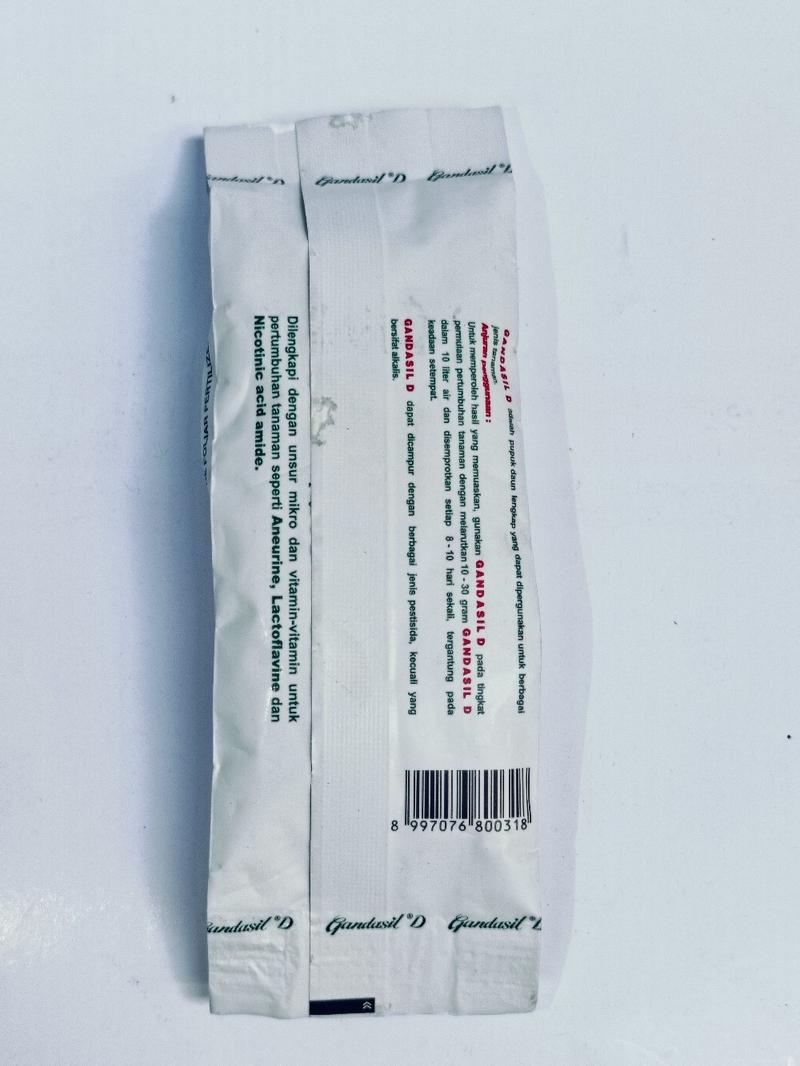 Gandasil ®D
Gandasil ®D
Gandasil ®D
GANDASIL D adalah pupuk daun lengkap yang dapat dipergunakan untuk berbagai
jenis tanaman.
Anjuran penggunaan :
Untuk memperoleh hasil yang memuaskan, gunakan GANDASIL D pada tingkat
permulaan pertumbuhan tanaman dengan melarutkan 10 - 30 gram GANDASIL D
dalam 10 liter air dan disemprotkan setiap 8 - 10 hari sekali, tergantung pada
keadaan setempat.
GANDASIL D dapat dicampur dengan berbagai jenis pestisida, kecuali yang
bersifat alkalis.
Dilengkapi dengan unsur mikro dan vitamin-vitamin untuk
pertumbuhan tanaman seperti Aneurine, Lactoflavine dan
Nicotinic acid amide.
8 997076 800318
Gandasil ®D
Gandasil ®D
Gandasil ®D